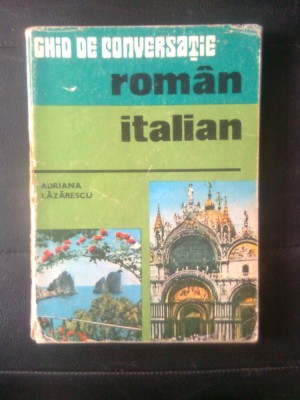 GHID DE CONVERSAȚIE
român
italian
ADRIANA
LĂZĂRESCU